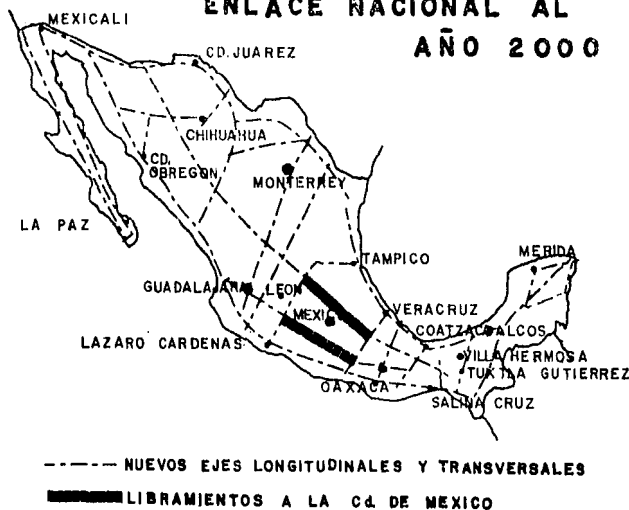 ENLACE NACIONAL AL
AÑO 2000
MEXICALI
CD. JUAREZ
CHIHUAHUA
CD.
OBREGON
MONTERREY
LA PAZ
TAMPICO
MERIDA
GUADALAJARA
LEON
MEXICO
VERACRUZ
COATZACOALCOS
LAZARO CARDENAS
VILLA HERMOSA
TUXTLA GUTIERREZ
OAXACA
SALINA CRUZ
NUEVOS EJES LONGITUDINALES Y TRANSVERSALES
LIBRAMIENTOS A LA Cd. DE MEXICO